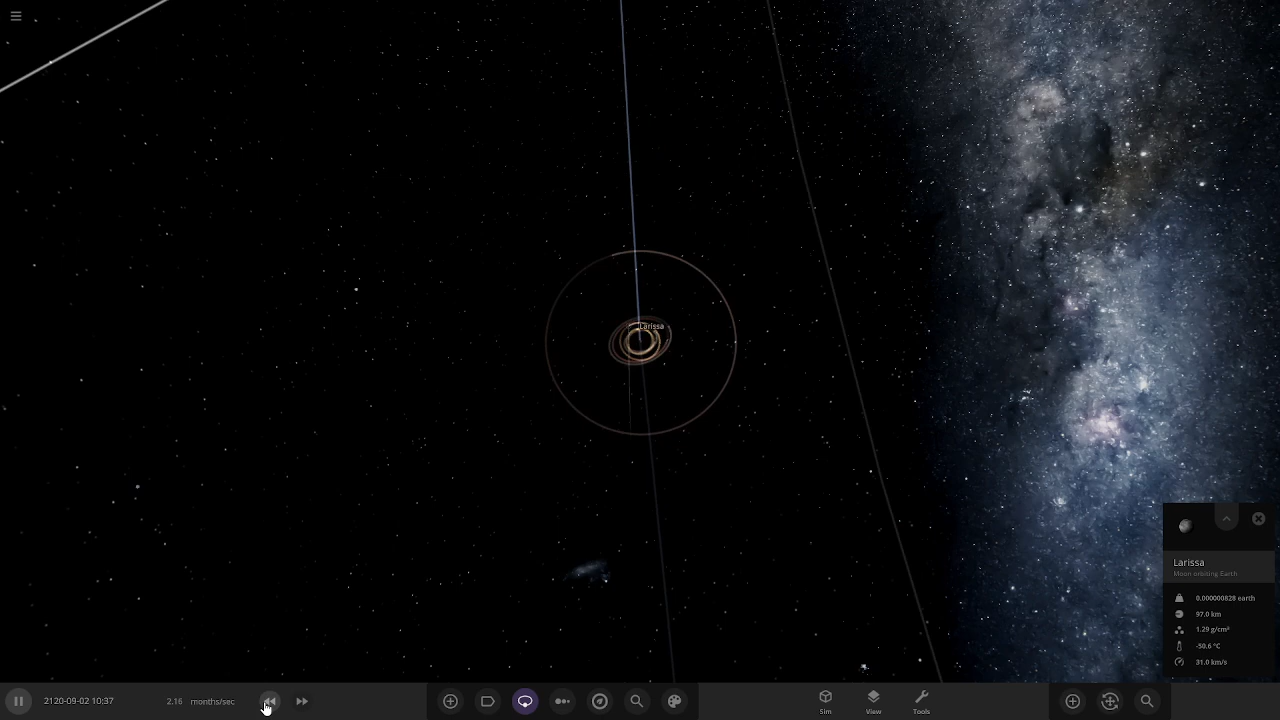 Larissa
Larissa
Moon orbiting Earth
0.000000828 earth
97.0 km
1.29 g/cm³
-50.6 °C
31.0 km/s
2120-09-02 10:37
2.16 months/sec
Sim
View
Tools